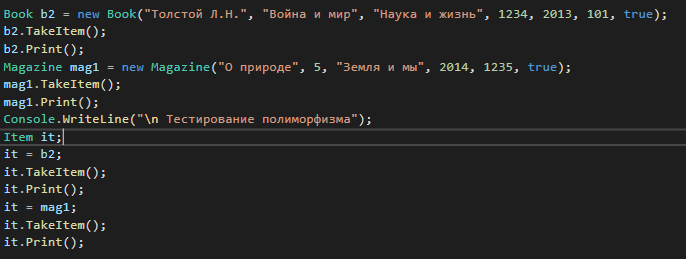 Book b2 = new Book("Толстой Л.Н.", "Война и мир", "Наука и жизнь", 1234, 2013, 101, true);
b2.TakeItem();
b2.Print();
Magazine mag1 = new Magazine("О природе", 5, "Земля и мы", 2014, 1235, true);
mag1.TakeItem();
mag1.Print();
Console.WriteLine("\n Тестирование полиморфизма");
Item it;
it = b2;
it.TakeItem();
it.Print();
it = mag1;
it.TakeItem();
it.Print();